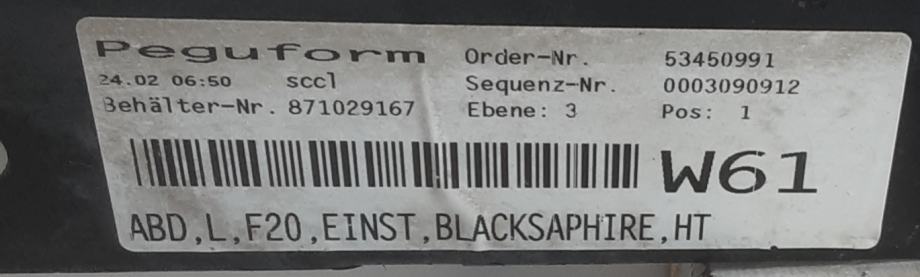 Peguform Order-Nr. 53450991
24.02 06:50 sccl Sequenz-Nr. 0003090912
Behälter-Nr. 871029167 Ebene: 3 Pos: 1
W61
ABD,L,F20,EINST,BLACKSAPHIRE,HT